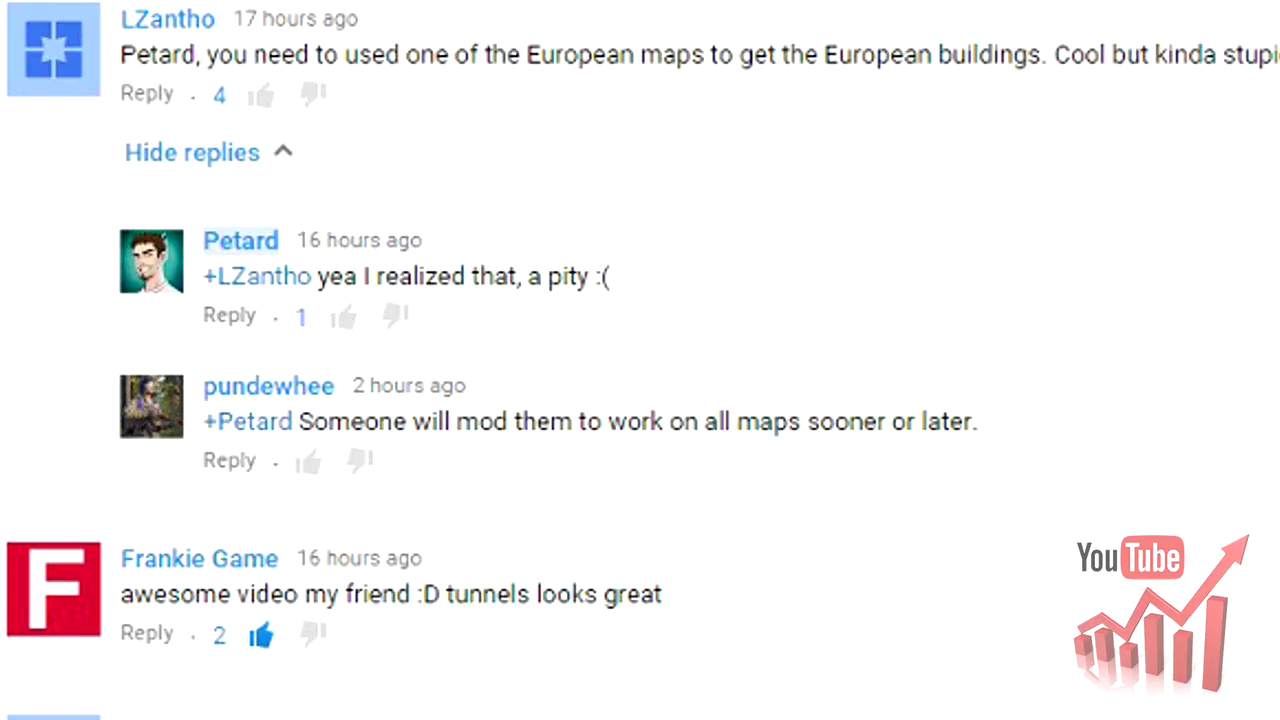 LZantho 17 hours ago
Petard, you need to used one of the European maps to get the European buildings. Cool but kinda
Reply . 4
Hide replies
Petard 16 hours ago
+LZantho yea I realized that, a pity :(
Reply . 1
pundewhee 2 hours ago
+Petard Someone will mod them to work on all maps sooner or later.
Reply .
F
Frankie Game 16 hours ago
awesome video my friend :D tunnels looks great
Reply . 2
YouTube